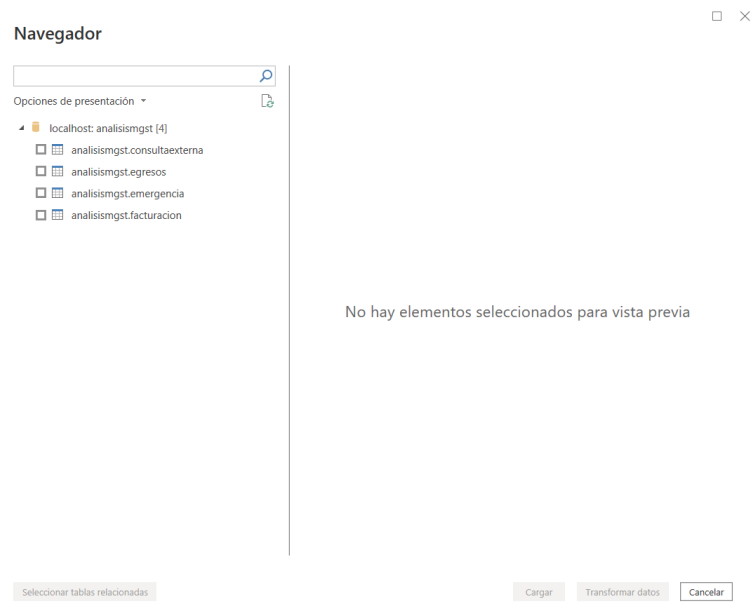 Navegador
Opciones de presentación
localhost: analisismgst [4]
analisismgst.consultaexterna
analisismgst.egresos
analisismgst.emergencia
analisismgst.facturacion
No hay elementos seleccionados para vista previa
Seleccionar tablas relacionadas
Cargar
Transformar datos
Cancelar